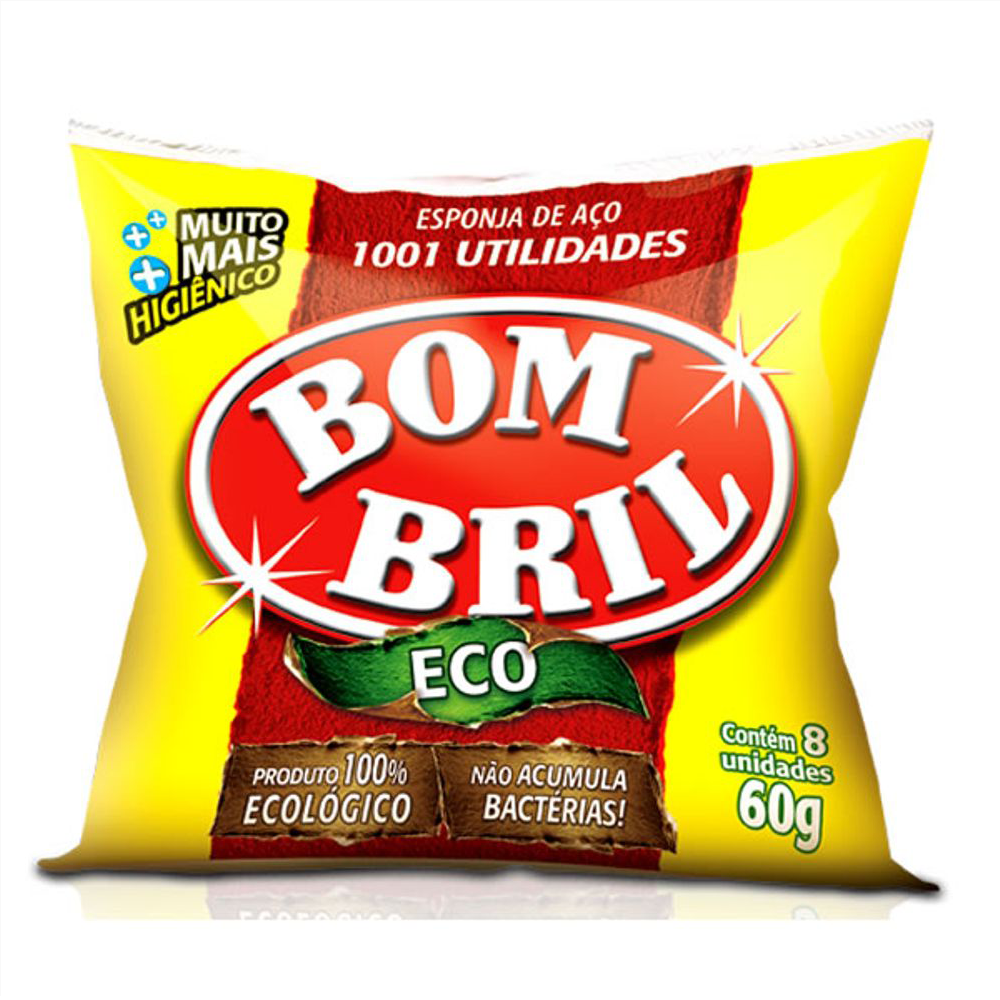 MUITO
MAIS
HIGIÊNICO
ESPONJA DE AÇO
1001 UTILIDADES
BOM
BRIL
ECO
PRODUTO 100%
ECOLÓGICO
NÃO ACUMULA
BACTÉRIAS!
Contém 8
unidades
60g